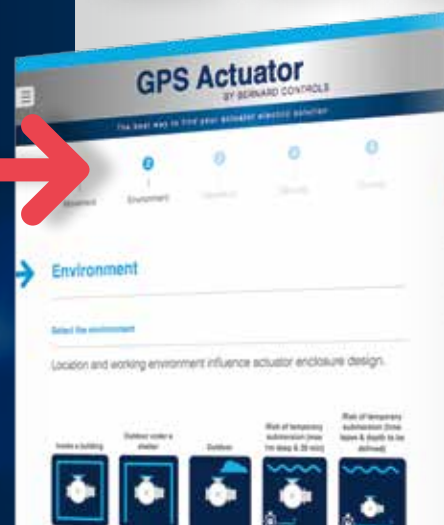 GPS Actuator
BY BERNARD CONTROLS
The best way to find your actuator electric solution
2
Movement
Environment
Environment
Select the environment
Location and working environment influence actuator enclosure design.
Inside a building
Outdoor under a
shelter
Outdoor
Risk of temporary
submersion (max
1m deep & 30 min)
Risk of temporary
submersion (time
lapse & depth to be
defined)